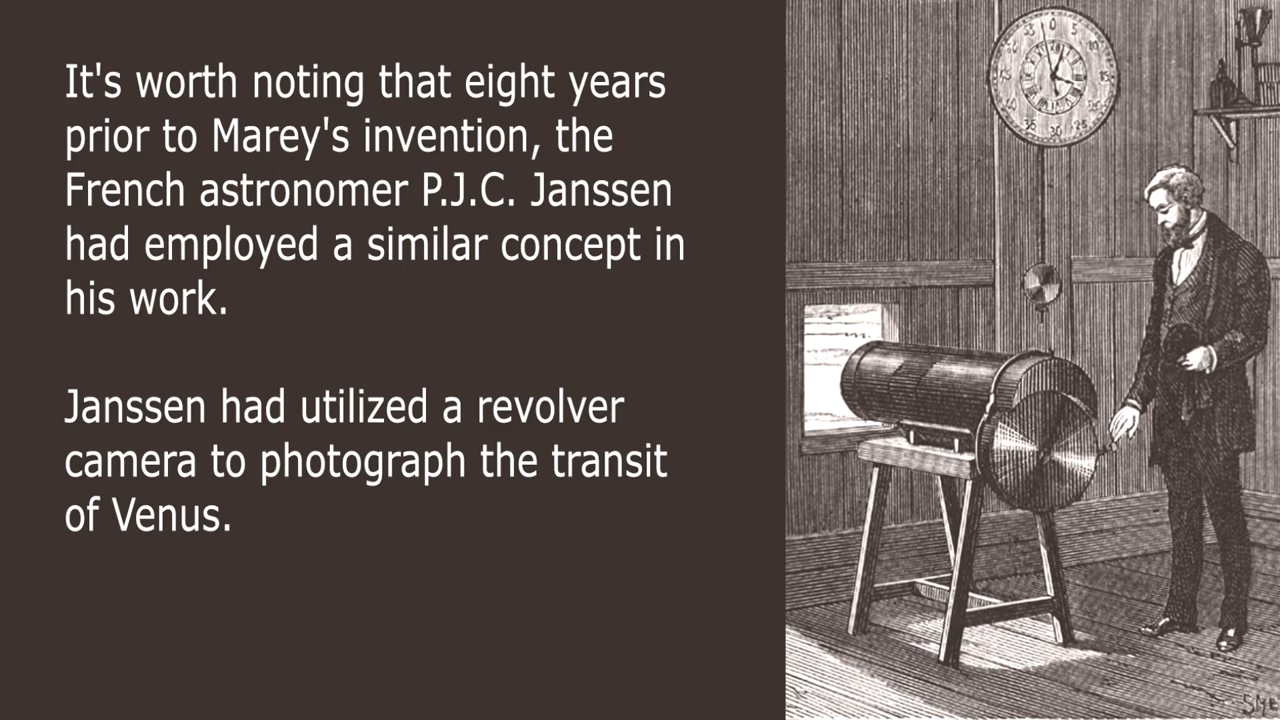 It's worth noting that eight years
prior to Marey's invention, the
French astronomer P.J.C. Janssen
had employed a similar concept in
his work.
Janssen had utilized a revolver
camera to photograph the transit
of Venus.